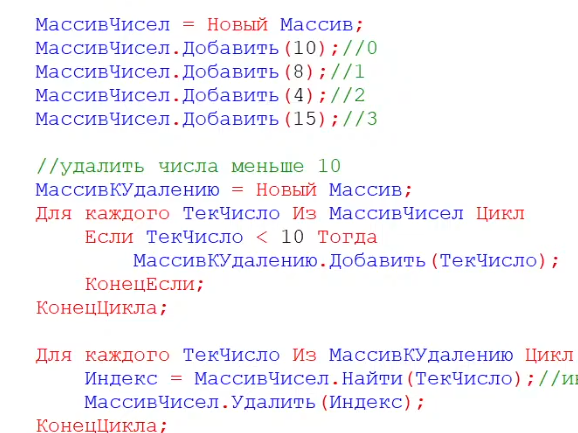 МассивЧисел = Новый Массив;
МассивЧисел.Добавить(10);//0
МассивЧисел.Добавить(8);//1
МассивЧисел.Добавить(4);//2
МассивЧисел.Добавить(15);//3
//удалить числа меньше 10
МассивКУдалению = Новый Массив;
Для каждого ТекЧисло Из МассивЧисел Цикл
Если ТекЧисло < 10 Тогда
МассивКУдалению.Добавить(ТекЧисло);
КонецЕсли;
КонецЦикла;
Для каждого ТекЧисло Из МассивКУдалению Цикл
Индекс = МассивЧисел.Найти(ТекЧисло);//
МассивЧисел.Удалить(Индекс);
КонецЦикла;